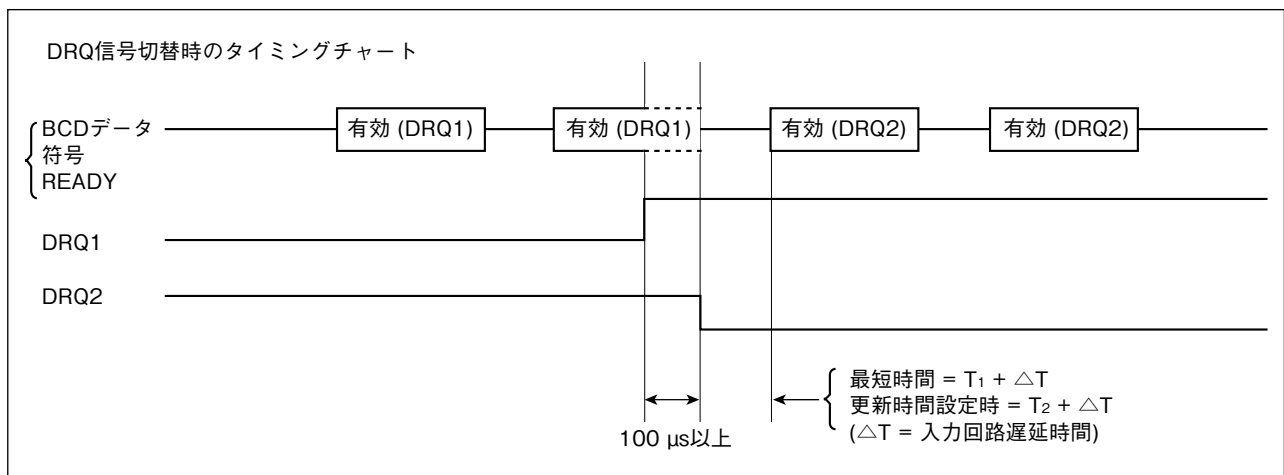 DRQ信号切替時のタイミングチャート
BCDデータ
符号
READY
有効 (DRQ1)
有効 (DRQ1)
有効 (DRQ2)
有効 (DRQ2)
DRQ1
DRQ2
100 μs以上
最短時間 = T1 + △T
更新時間設定時 = T2 + △T
(△T = 入力回路遅延時間)